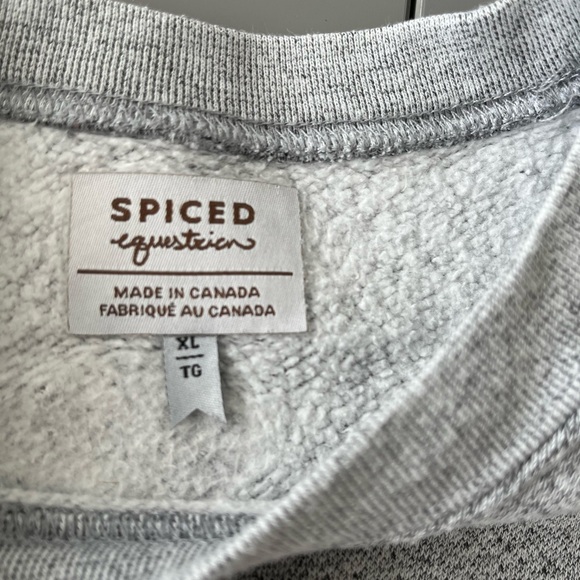 SPICED
equestrian
MADE IN CANADA
FABRIQUÉ AU CANADA
XL
TG